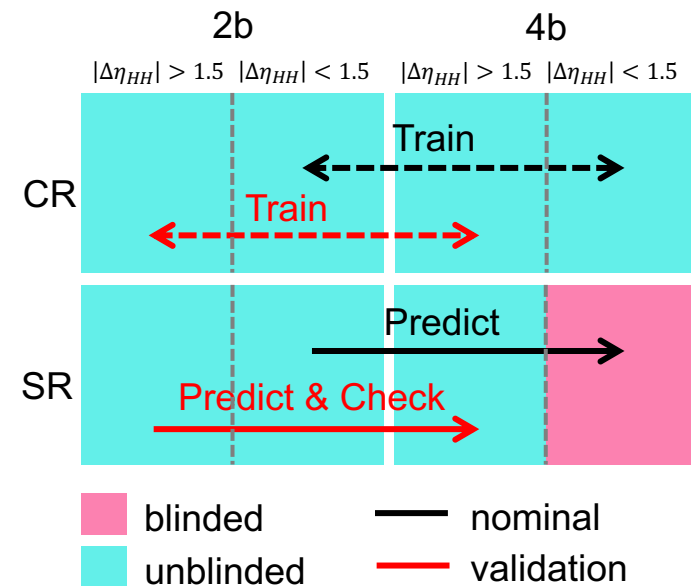 2b 4b
|Δη_HH| > 1.5 |Δη_HH| < 1.5 |Δη_HH| > 1.5 |Δη_HH| < 1.5
Train
CR
Train
Predict
SR
Predict & Check
blinded nominal
unblinded validation